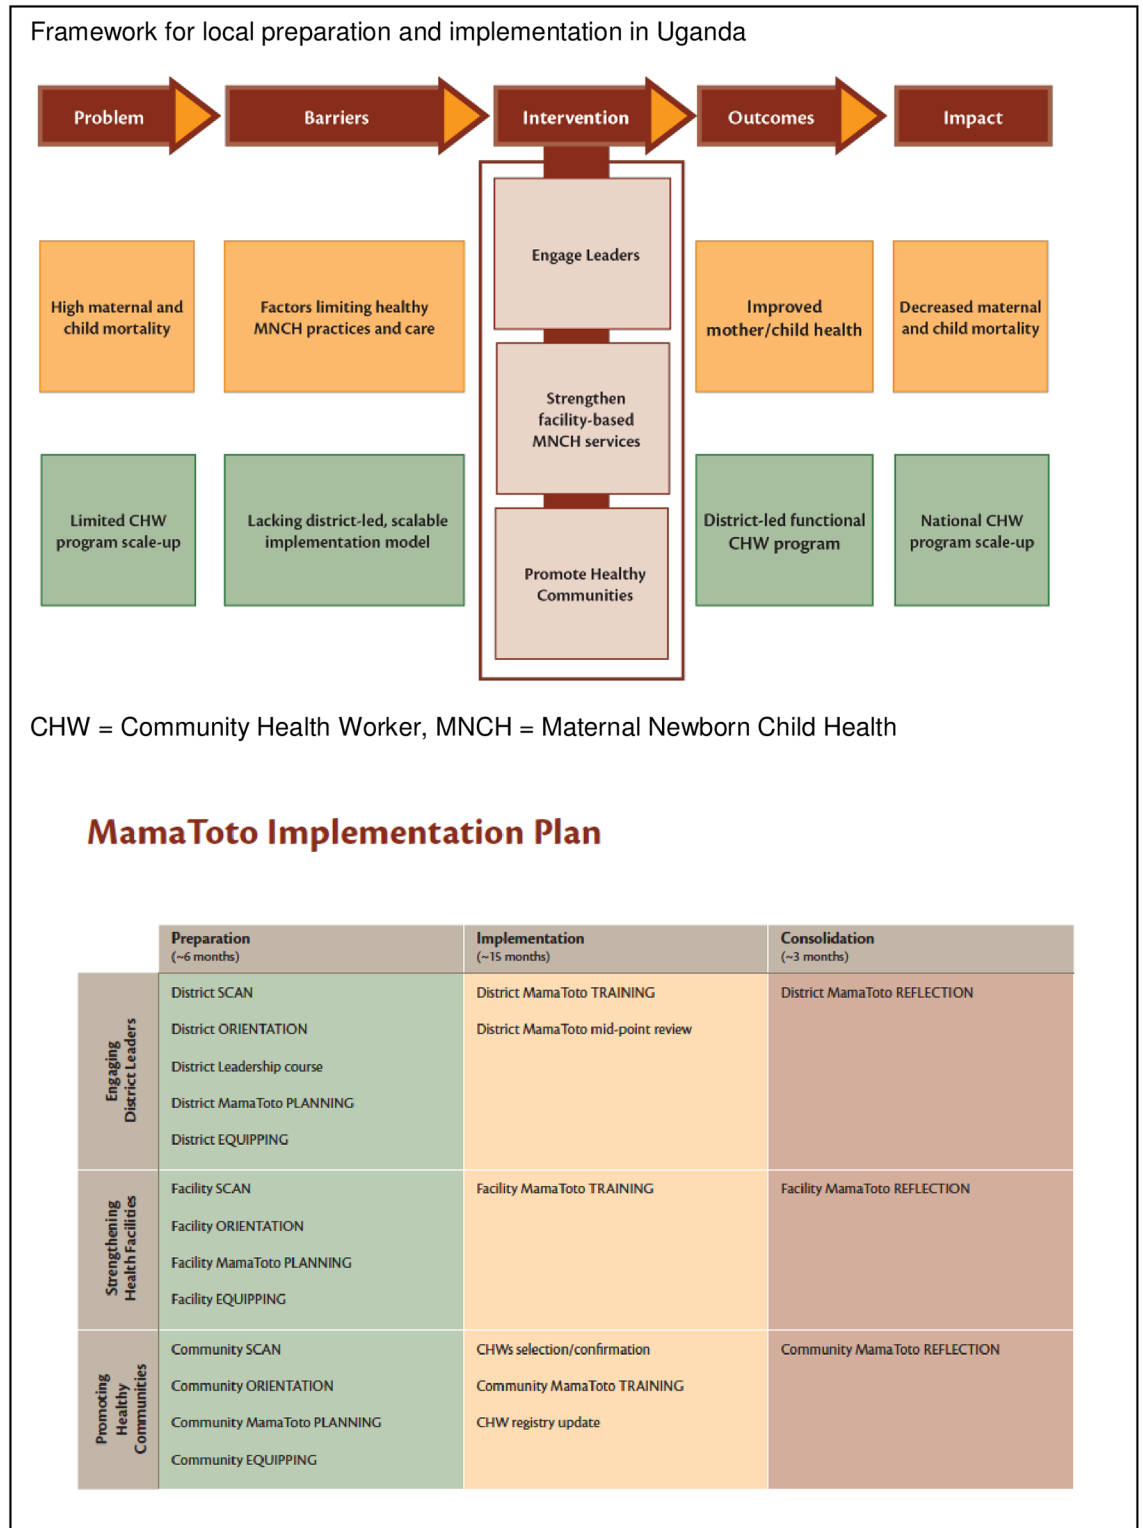 Framework for local preparation and implementation in Uganda
Problem
Barriers
Intervention
Outcomes
Impact
High maternal and
child mortality
Factors limiting healthy
MNCH practices and care
Engage Leaders
Improved
mother/child health
Decreased maternal
and child mortality
Strengthen
facility-based
MNCH services
Limited CHW
program scale-up
Lacking district-led, scalable
implementation model
Promote Healthy
Communities
District-led functional
CHW program
National CHW
program scale-up
CHW = Community Health Worker, MNCH = Maternal Newborn Child Health
MamaToto Implementation Plan
Preparation
(~6 months)
Implementation
(~15 months)
Consolidation
(~3 months)
Engaging
District Leaders
District SCAN
District ORIENTATION
District Leadership course
District MamaToto PLANNING
District EQUIPPING
District MamaToto TRAINING
District MamaToto mid-point review
District MamaToto REFLECTION
Strengthening
Health Facilities
Facility SCAN
Facility ORIENTATION
Facility MamaToto PLANNING
Facility EQUIPPING
Facility MamaToto TRAINING
Facility MamaToto REFLECTION
Promoting
Healthy
Communities
Community SCAN
Community ORIENTATION
Community MamaToto PLANNING
Community EQUIPPING
CHWs selection/confirmation
Community MamaToto TRAINING
CHW registry update
Community MamaToto REFLECTION